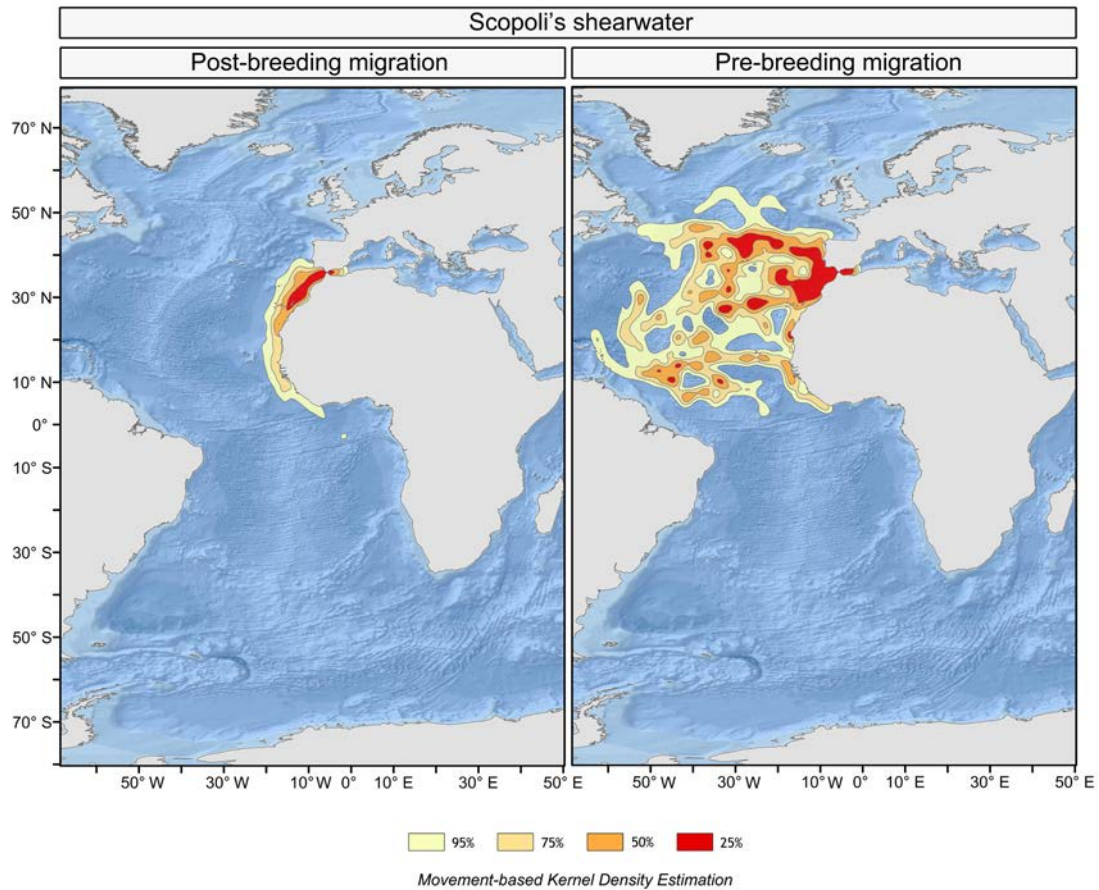 Scopoli's shearwater
Post-breeding migration
Pre-breeding migration
70° N
50° N
30° N
10° N
0°
10° S
30° S
50° S
70° S
50° W
30° W
10° W 0° 10° E
30° E
50° E
50° W
30° W
10° W 0° 10° E
30° E
50° E
95%
75%
50%
25%
Movement-based Kernel Density Estimation